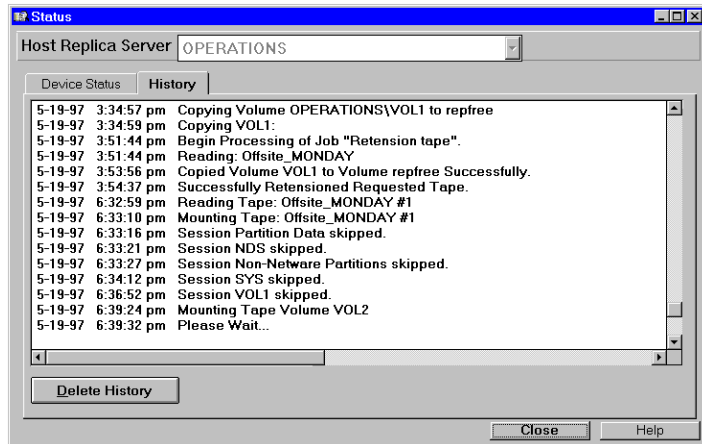 Status
Host Replica Server OPERATIONS
Device Status History
5-19-97 3:34:57 pm Copying Volume OPERATIONS\VOL1 to repfree
5-19-97 3:34:59 pm Copying VOL1:
5-19-97 3:51:44 pm Begin Processing of Job "Retension tape".
5-19-97 3:51:44 pm Reading: Offsite_MONDAY
5-19-97 3:53:56 pm Copied Volume VOL1 to Volume repfree Successfully.
5-19-97 3:54:37 pm Successfully Retensioned Requested Tape.
5-19-97 6:32:59 pm Reading Tape: Offsite_MONDAY #1
5-19-97 6:33:10 pm Mounting Tape: Offsite_MONDAY #1
5-19-97 6:33:16 pm Session Partition Data skipped.
5-19-97 6:33:21 pm Session NDS skipped.
5-19-97 6:33:27 pm Session Non-Netware Partitions skipped.
5-19-97 6:34:12 pm Session SYS skipped.
5-19-97 6:36:52 pm Session VOL1 skipped.
5-19-97 6:39:24 pm Mounting Tape Volume VOL2
5-19-97 6:39:32 pm Please Wait...
Delete History
Close Help